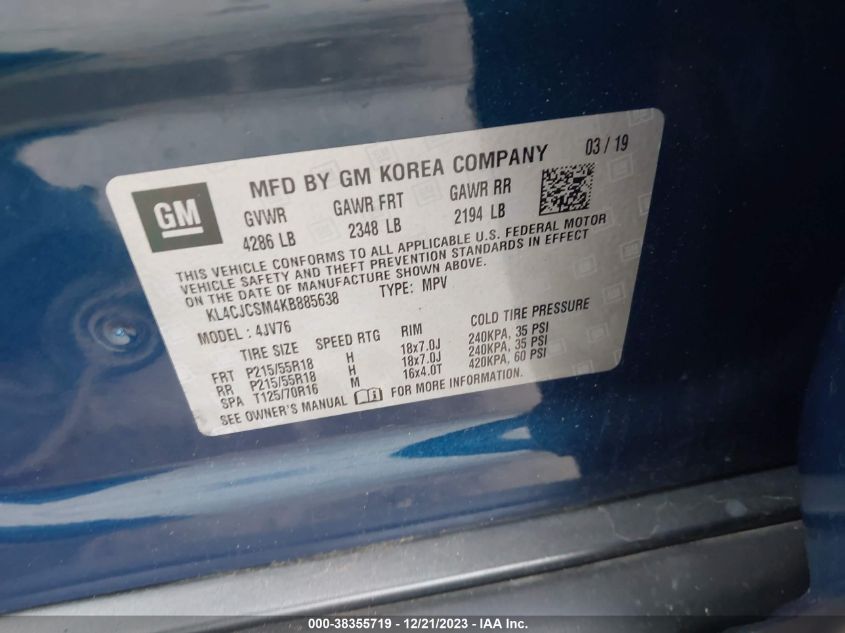 GM
MFD BY GM KOREA COMPANY 03 / 19
GVWR GAWR FRT GAWR RR
4286 LB 2348 LB 2194 LB
THIS VEHICLE CONFORMS TO ALL APPLICABLE U.S. FEDERAL MOTOR
VEHICLE SAFETY AND THEFT PREVENTION STANDARDS IN EFFECT
ON THE DATE OF MANUFACTURE SHOWN ABOVE.
KL4CJCSM4KB885638 TYPE: MPV
MODEL : 4JV76
TIRE SIZE SPEED RTG RIM COLD TIRE PRESSURE
FRT P215/55R18 H 18x7.0J 240KPA, 35 PSI
RR P215/55R18 H 18x7.0J 240KPA, 35 PSI
SPA T125/70R16 M 16x4.0T 420KPA, 60 PSI
SEE OWNER'S MANUAL FOR MORE INFORMATION.
000-38355719 - 12/21/2023 - IAA Inc.